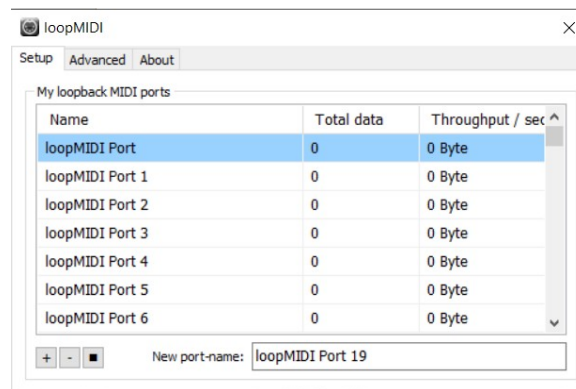 loopMIDI
Setup Advanced About
My loopback MIDI ports
Name Total data Throughput / sec
loopMIDI Port 0 0 Byte
loopMIDI Port 1 0 0 Byte
loopMIDI Port 2 0 0 Byte
loopMIDI Port 3 0 0 Byte
loopMIDI Port 4 0 0 Byte
loopMIDI Port 5 0 0 Byte
loopMIDI Port 6 0 0 Byte
+ - New port-name: loopMIDI Port 19